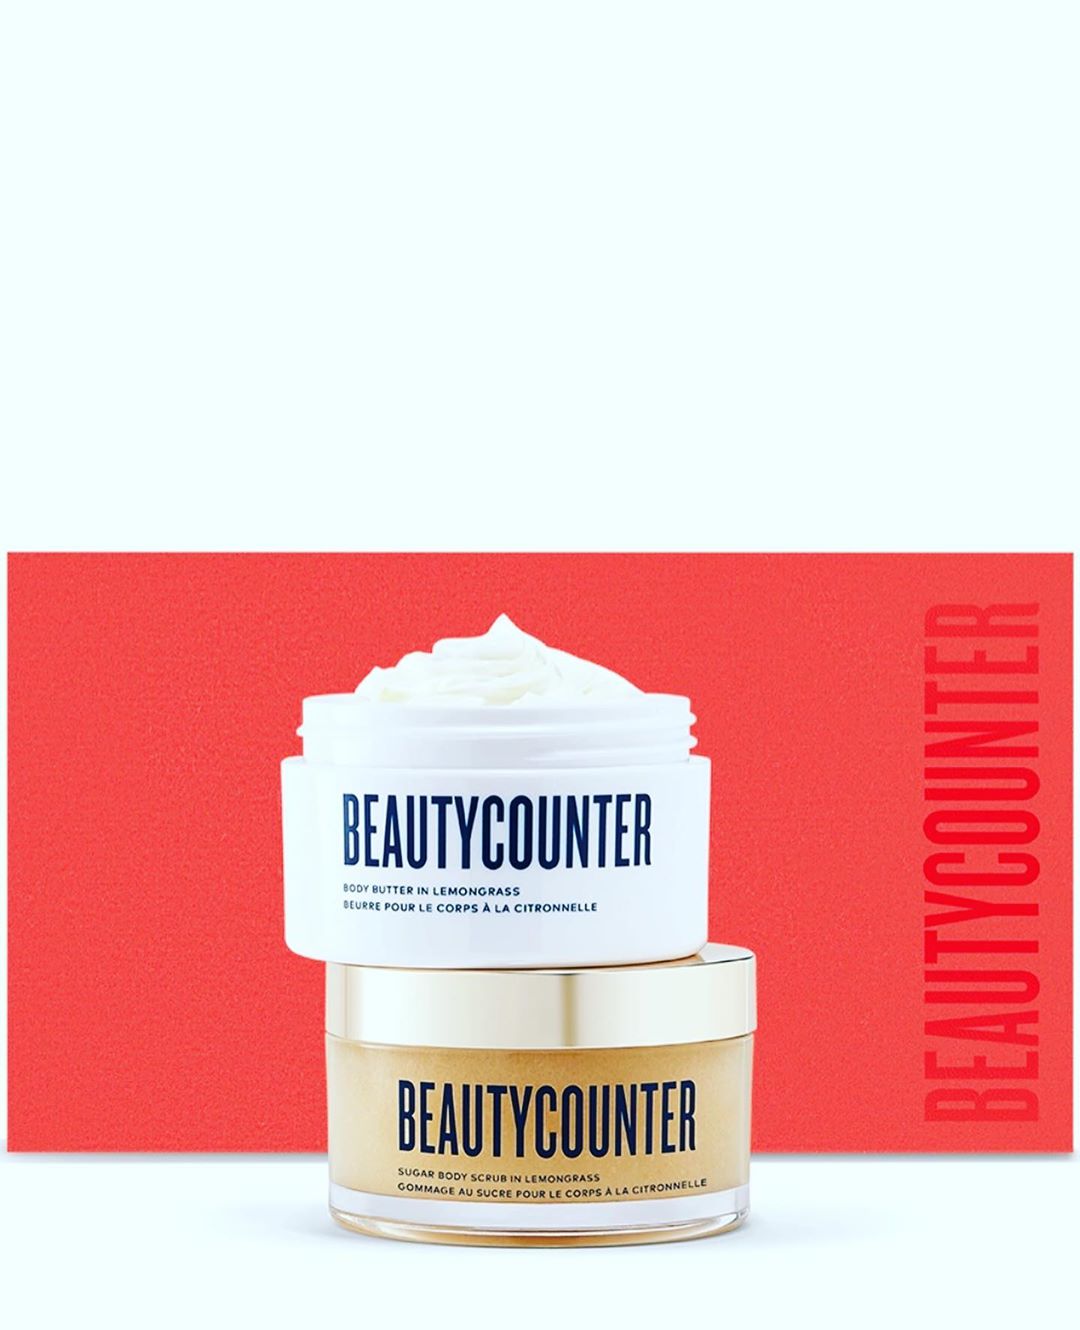 BEAUTYCOUNTER
BODY BUTTER IN LEMONGRASS
BEURRE POUR LE CORPS À LA CITRONNELLE
BEAUTYCOUNTER
SUGAR BODY SCRUB IN LEMONGRASS
GOMMAGE AU SUCRE POUR LE CORPS À LA CITRONNELLE
BEAUTYCOUNTER